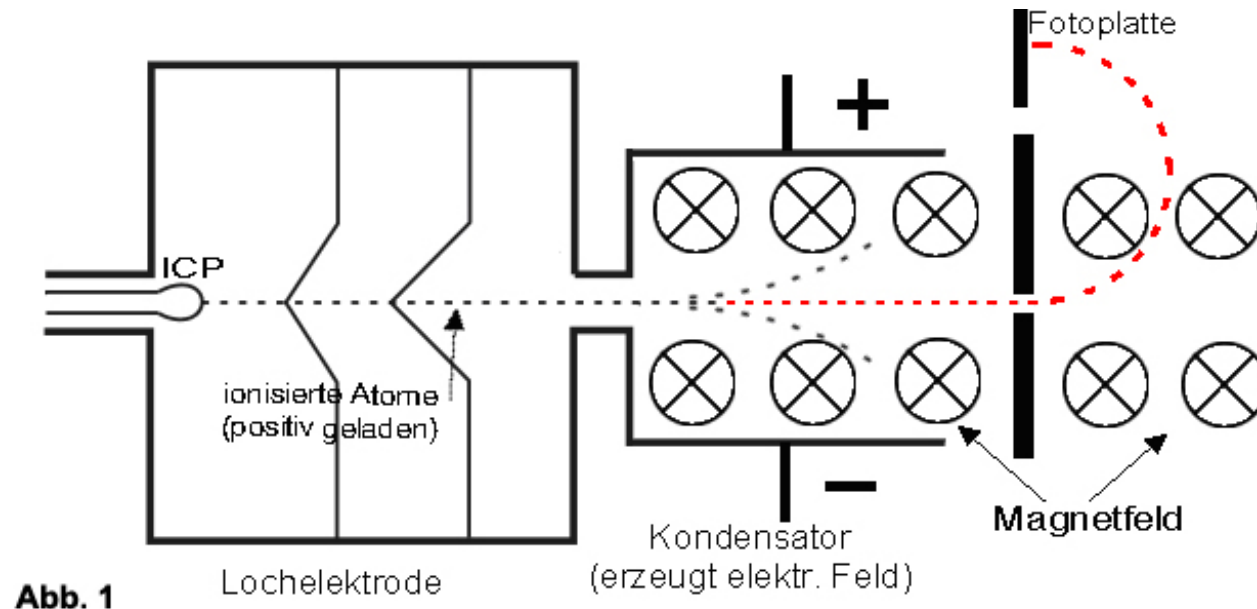 Fotoplatte
+
ICP
ionisierte Atome
(positiv geladen)
−
Magnetfeld
Kondensator
(erzeugt elektr. Feld)
Lochelektrode
Abb. 1